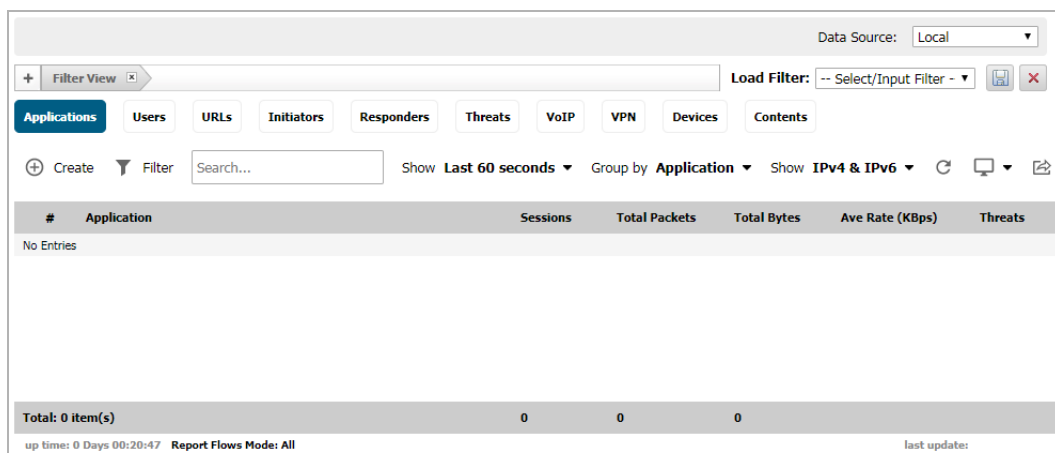 Data Source: Local
+ Filter View x Load Filter: -- Select/Input Filter -
Applications Users URLs Initiators Responders Threats VoIP VPN Devices Contents
Create Filter Search... Show Last 60 seconds Group by Application Show IPv4 & IPv6
# Application Sessions Total Packets Total Bytes Ave Rate (KBps) Threats
No Entries
Total: 0 item(s) 0 0 0
up time: 0 Days 00:20:47 Report Flows Mode: All last update: